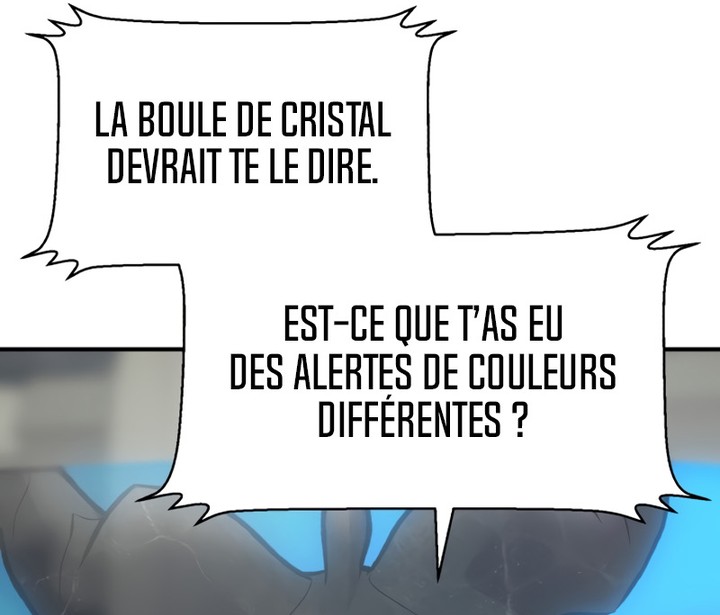 LA BOULE DE CRISTAL
DEVRAIT TE LE DIRE.
EST-CE QUE T'AS EU
DES ALERTES DE COULEURS
DIFFÉRENTES ?